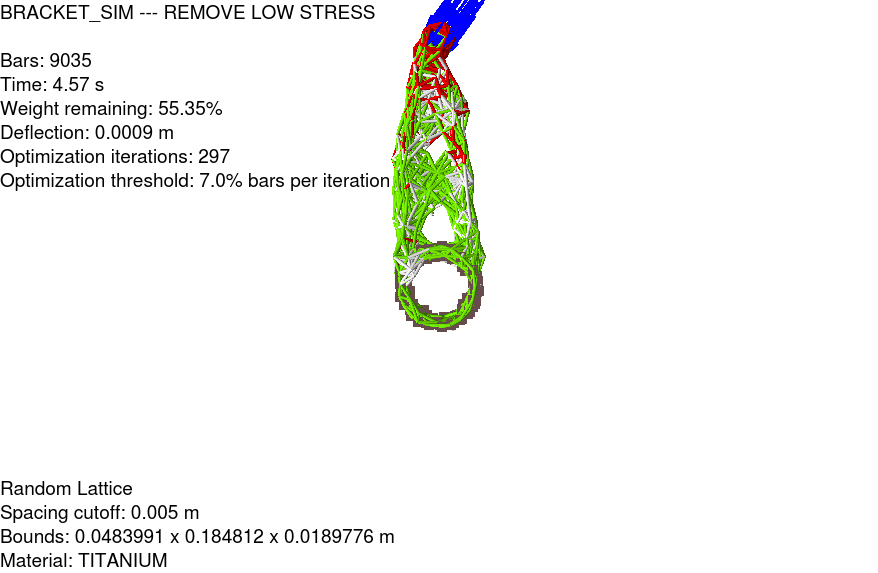 BRACKET_SIM --- REMOVE LOW STRESS
Bars: 9035
Time: 4.57 s
Weight remaining: 55.35%
Deflection: 0.0009 m
Optimization iterations: 297
Optimization threshold: 7.0% bars per iteration
Random Lattice
Spacing cutoff: 0.005 m
Bounds: 0.0483991 x 0.184812 x 0.0189776 m
Material: TITANIUM